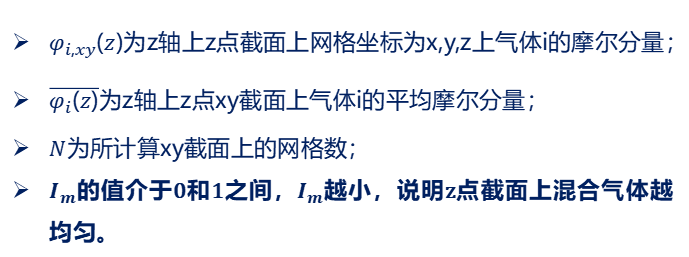 ➢ φ_{i,xy}(z)为z轴上z点截面上网格坐标为x,y,z上气体i的摩尔分量；
➢ \overline{φ_i(z)}为z轴上z点xy截面上气体i的平均摩尔分量；
➢ N为所计算xy截面上的网格数；
➢ I_m的值介于0和1之间，I_m越小，说明z点截面上混合气体越
均匀。